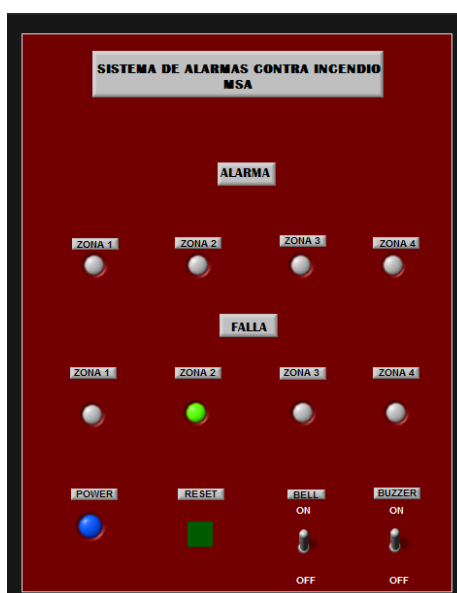 SISTEMA DE ALARMAS CONTRA INCENDIO
MSA
ALARMA
ZONA 1 ZONA 2 ZONA 3 ZONA 4
FALLA
ZONA 1 ZONA 2 ZONA 3 ZONA 4
POWER RESET BELL BUZZER
ON ON
OFF OFF